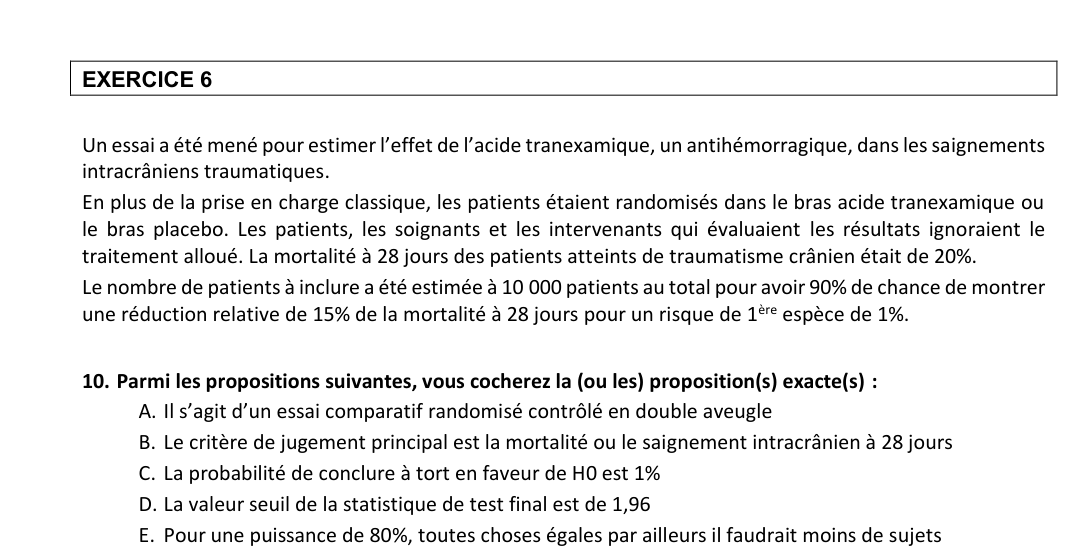 EXERCICE 6
Un essai a été mené pour estimer l’effet de l’acide tranexamique, un antihémorragique, dans les saignements
intracrâniens traumatiques.
En plus de la prise en charge classique, les patients étaient randomisés dans le bras acide tranexamique ou
le bras placebo. Les patients, les soignants et les intervenants qui évaluaient les résultats ignoraient le
traitement alloué. La mortalité à 28 jours des patients atteints de traumatisme crânien était de 20%.
Le nombre de patients à inclure a été estimée à 10 000 patients au total pour avoir 90% de chance de montrer
une réduction relative de 15% de la mortalité à 28 jours pour un risque de 1ère espèce de 1%.
10. Parmi les propositions suivantes, vous cocherez la (ou les) proposition(s) exacte(s) :
A. Il s’agit d’un essai comparatif randomisé contrôlé en double aveugle
B. Le critère de jugement principal est la mortalité ou le saignement intracrânien à 28 jours
C. La probabilité de conclure à tort en faveur de H0 est 1%
D. La valeur seuil de la statistique de test final est de 1,96
E. Pour une puissance de 80%, toutes choses égales par ailleurs il faudrait moins de sujets